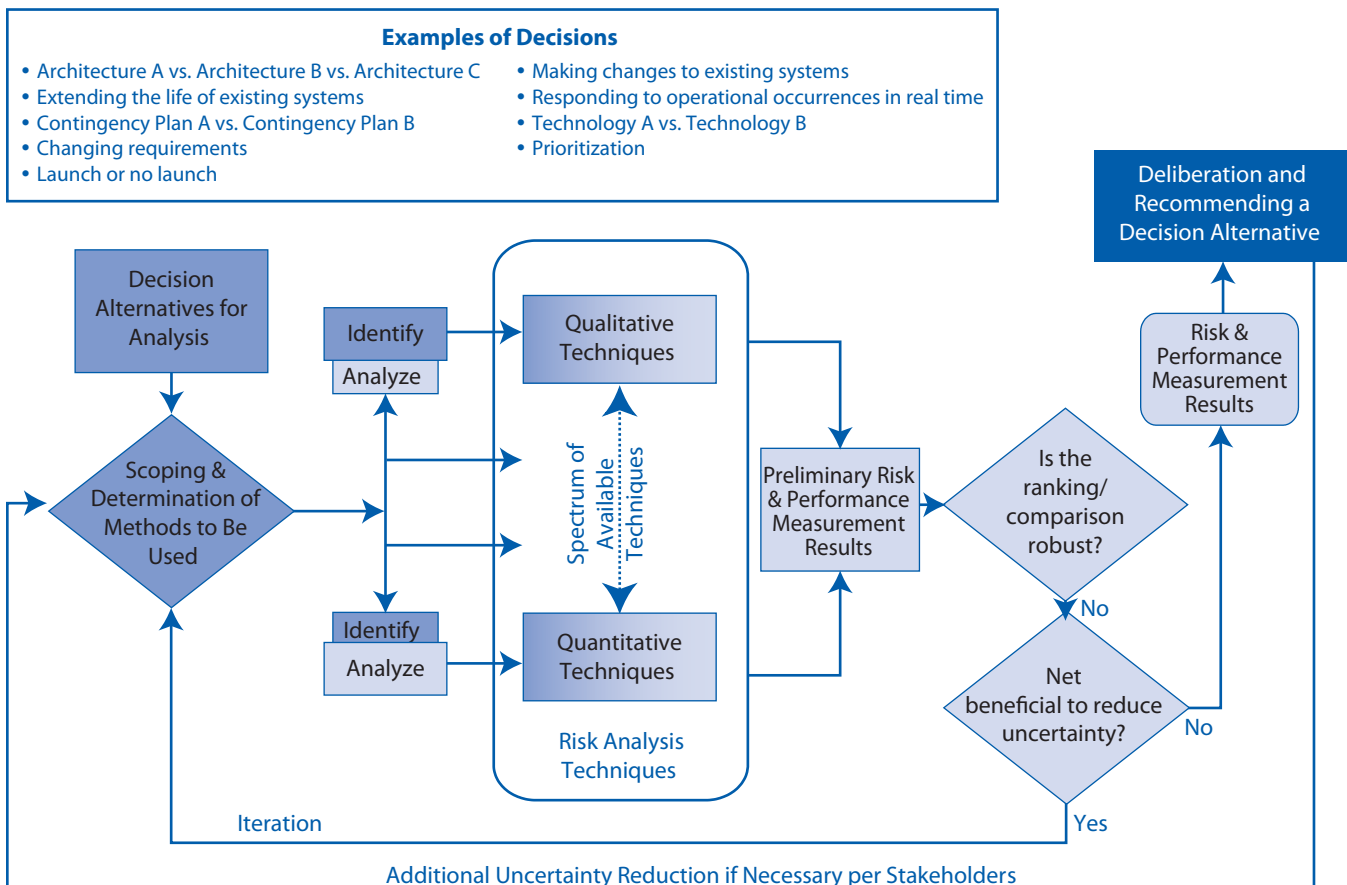 Examples of Decisions
• Architecture A vs. Architecture B vs. Architecture C
• Extending the life of existing systems
• Contingency Plan A vs. Contingency Plan B
• Changing requirements
• Launch or no launch
• Making changes to existing systems
• Responding to operational occurrences in real time
• Technology A vs. Technology B
• Prioritization
Deliberation and
Recommending a
Decision Alternative
Decision
Alternatives for
Analysis
Scoping &
Determination of
Methods to Be
Used
Identify
Analyze
Identify
Analyze
Qualitative
Techniques
Spectrum of
Available
Techniques
Quantitative
Techniques
Risk Analysis
Techniques
Preliminary Risk
& Performance
Measurement
Results
Is the
ranking/
comparison
robust?
No
Net
beneficial to reduce
uncertainty?
No
Yes
Risk &
Performance
Measurement
Results
Iteration
Additional Uncertainty Reduction if Necessary per Stakeholders